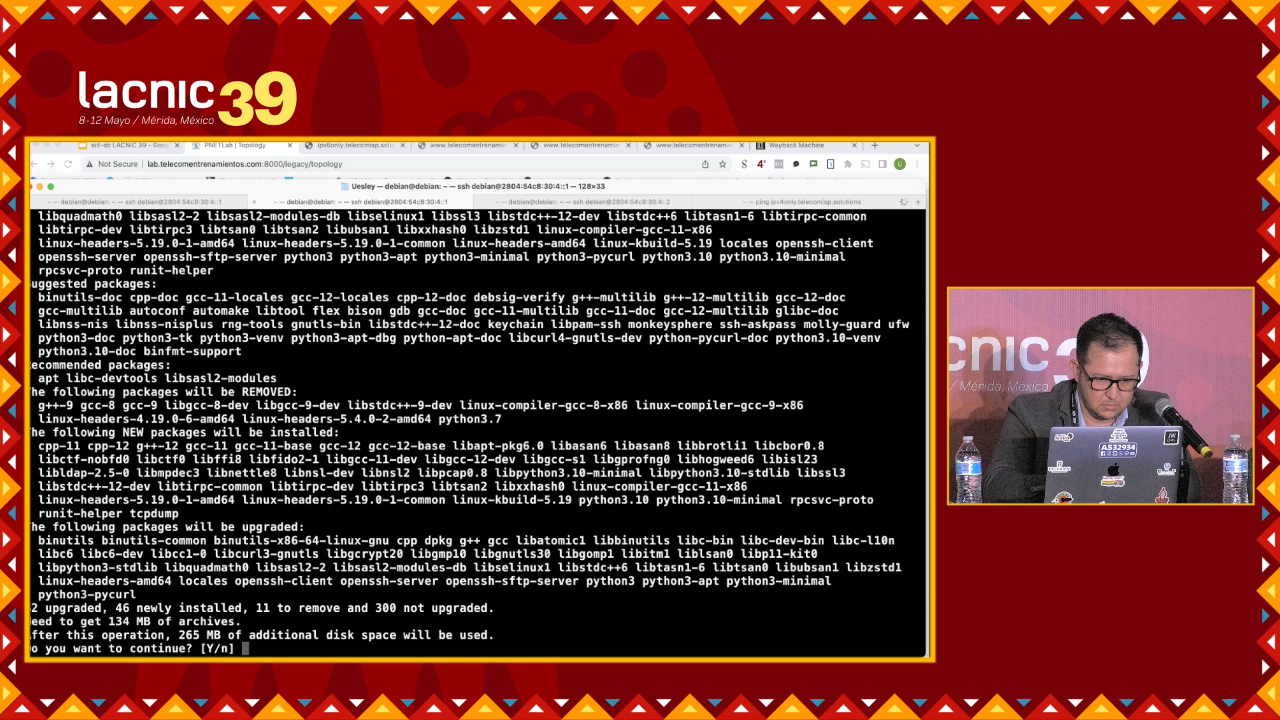 lacnic 39
8-12 Mayo / Mérida, México
xid-dc LACNIC 39 - Goog
PNETLab | Topology
ipv6only.telecomisp.solu
www.telecomentrenamie
www.telecomentrenamie
www.telecomentrenamie
Wayback Machine
Not Secure | lab.telecomentrenamientos.com:8000/legacy/topology
Uesley — debian@debian: ~ — ssh debian@2804:54c8:30:4::1 — 128×33
~ — debian@debian: ~ — ssh debian@2804:54c8:30:4::1
~ — debian@debian: ~ — ssh debian@2804:54c8:30:4::1
~ — debian@debian: ~ — ssh debian@2804:54c8:30:4::2
~ — ping ipv4only.telecomisp.solutions
libquadmath0 libsasl2-2 libsasl2-modules-db libselinux1 libssl3 libstdc++-12-dev libstdc++6 libtasn1-6 libtirpc-common
libtirpc-dev libtirpc3 libtsan0 libtsan2 libubsan1 libxxhash0 libzstd1 linux-compiler-gcc-11-x86
linux-headers-5.19.0-1-amd64 linux-headers-5.19.0-1-common linux-headers-amd64 linux-kbuild-5.19 locales openssh-client
openssh-server openssh-sftp-server python3 python3-apt python3-minimal python3-pycurl python3.10 python3.10-minimal
rpcsvc-proto runit-helper
uggested packages:
binutils-doc cpp-doc gcc-11-locales gcc-12-locales cpp-12-doc debsig-verify g++-multilib g++-12-multilib gcc-12-doc
gcc-multilib autoconf automake libtool flex bison gdb gcc-doc gcc-11-multilib gcc-11-doc gcc-12-multilib glibc-doc
libnss-nis libnss-nisplus rng-tools gnutls-bin libstdc++-12-doc keychain libpam-ssh monkeysphere ssh-askpass molly-guard ufw
python3-doc python3-tk python3-venv python3-apt-dbg python-apt-doc libcurl4-gnutls-dev python-pycurl-doc python3.10-venv
python3.10-doc binfmt-support
ecommended packages:
apt libc-devtools libsasl2-modules
he following packages will be REMOVED:
g++-9 gcc-8 gcc-9 libgcc-8-dev libgcc-9-dev libstdc++-9-dev linux-compiler-gcc-8-x86 linux-compiler-gcc-9-x86
linux-headers-4.19.0-6-amd64 linux-headers-5.4.0-2-amd64 python3.7
he following NEW packages will be installed:
cpp-11 cpp-12 g++-12 gcc-11 gcc-11-base gcc-12 gcc-12-base libapt-pkg6.0 libasan6 libasan8 libbrotli1 libcbor0.8
libctf-nobfd0 libctf0 libffi8 libfido2-1 libgcc-11-dev libgcc-12-dev libgcc-s1 libgprofng0 libhogweed6 libisl23
libldap-2.5-0 libmpdec3 libnettle8 libnsl-dev libnsl2 libpcap0.8 libpython3.10-minimal libpython3.10-stdlib libssl3
libstdc++-12-dev libtirpc-common libtirpc-dev libtirpc3 libtsan2 libxxhash0 linux-compiler-gcc-11-x86
linux-headers-5.19.0-1-amd64 linux-headers-5.19.0-1-common linux-kbuild-5.19 python3.10 python3.10-minimal rpcsvc-proto
runit-helper tcpdump
he following packages will be upgraded:
binutils binutils-common binutils-x86-64-linux-gnu cpp dpkg g++ gcc libatomic1 libbinutils libc-bin libc-dev-bin libc-l10n
libc6 libc6-dev libcc1-0 libcurl3-gnutls libgcrypt20 libgmp10 libgnutls30 libgomp1 libitm1 liblsan0 libp11-kit0
libpython3-stdlib libquadmath0 libsasl2-2 libsasl2-modules-db libselinux1 libstdc++6 libtasn1-6 libtsan0 libubsan1 libzstd1
linux-headers-amd64 locales openssh-client openssh-server openssh-sftp-server python3 python3-apt python3-minimal
python3-pycurl
2 upgraded, 46 newly installed, 11 to remove and 300 not upgraded.
eed to get 134 MB of archives.
fter this operation, 265 MB of additional disk space will be used.
o you want to continue? [Y/n]
cnic 39
/ Mérida, México
AS32934
JW